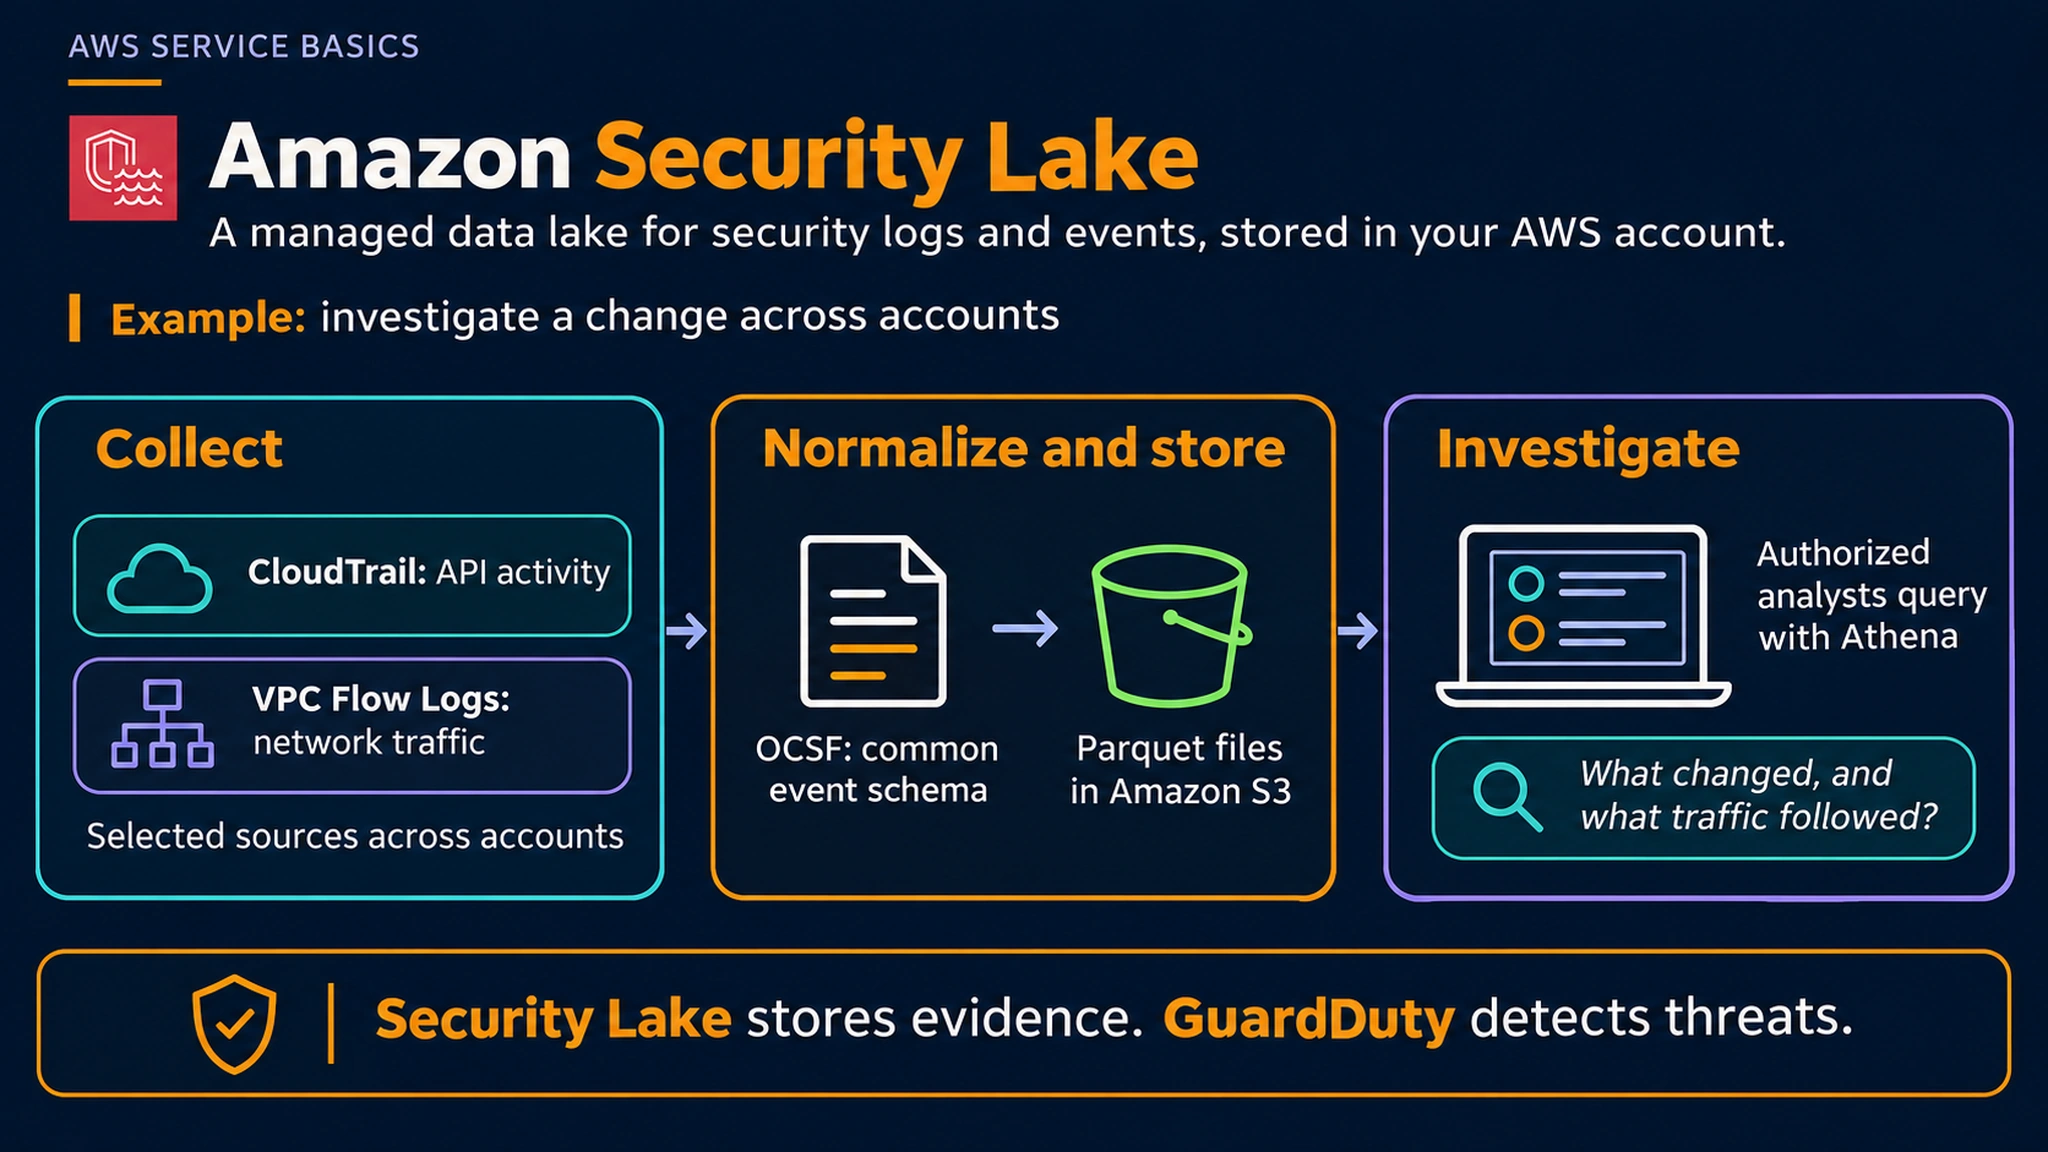 AWS SERVICE BASICS
Amazon Security Lake
A managed data lake for security logs and events, stored in your AWS account.
Example: investigate a change across accounts
Collect
CloudTrail: API activity
VPC Flow Logs:
network traffic
Selected sources across accounts
Normalize and store
OCSF: common
event schema
Parquet files
in Amazon S3
Investigate
Authorized
analysts query
with Athena
What changed, and
what traffic followed?
Security Lake stores evidence. GuardDuty detects threats.